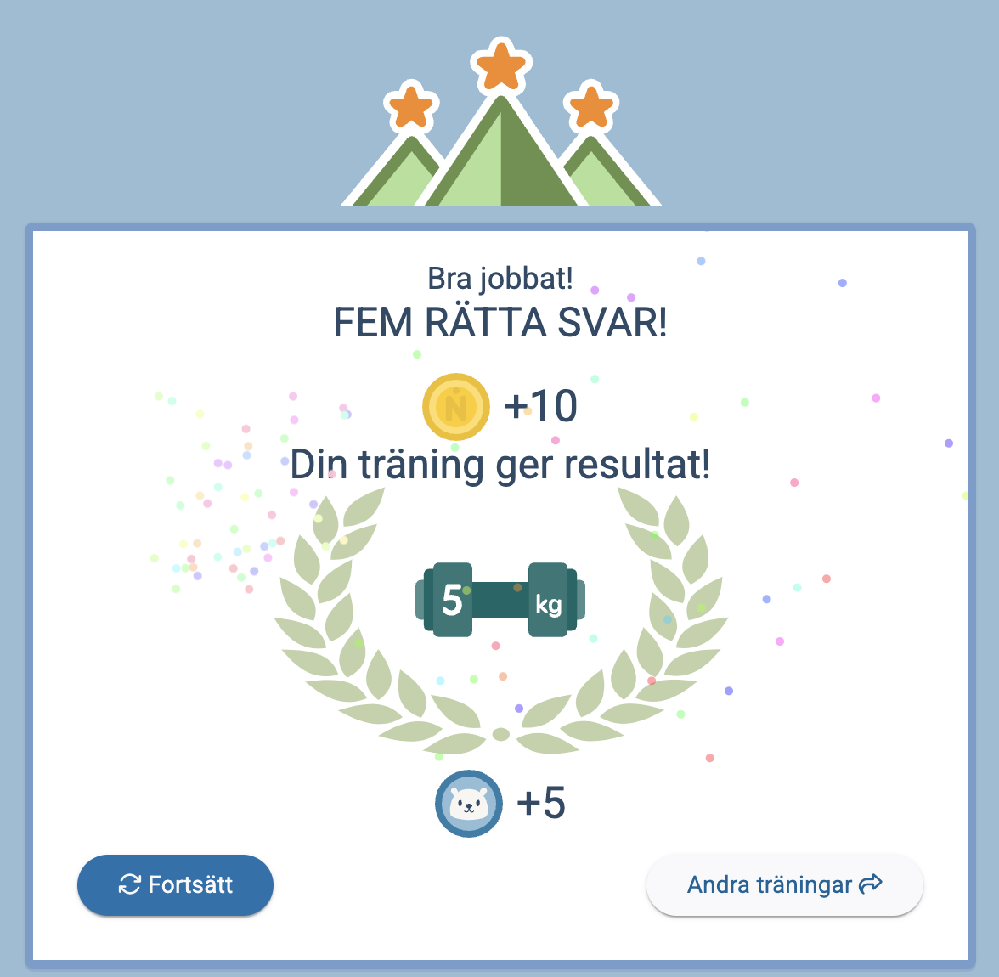 Bra jobbat!
FEM RÄTTA SVAR!
N +10
Din träning ger resultat!
5 kg
+5
Fortsätt
Andra träningar